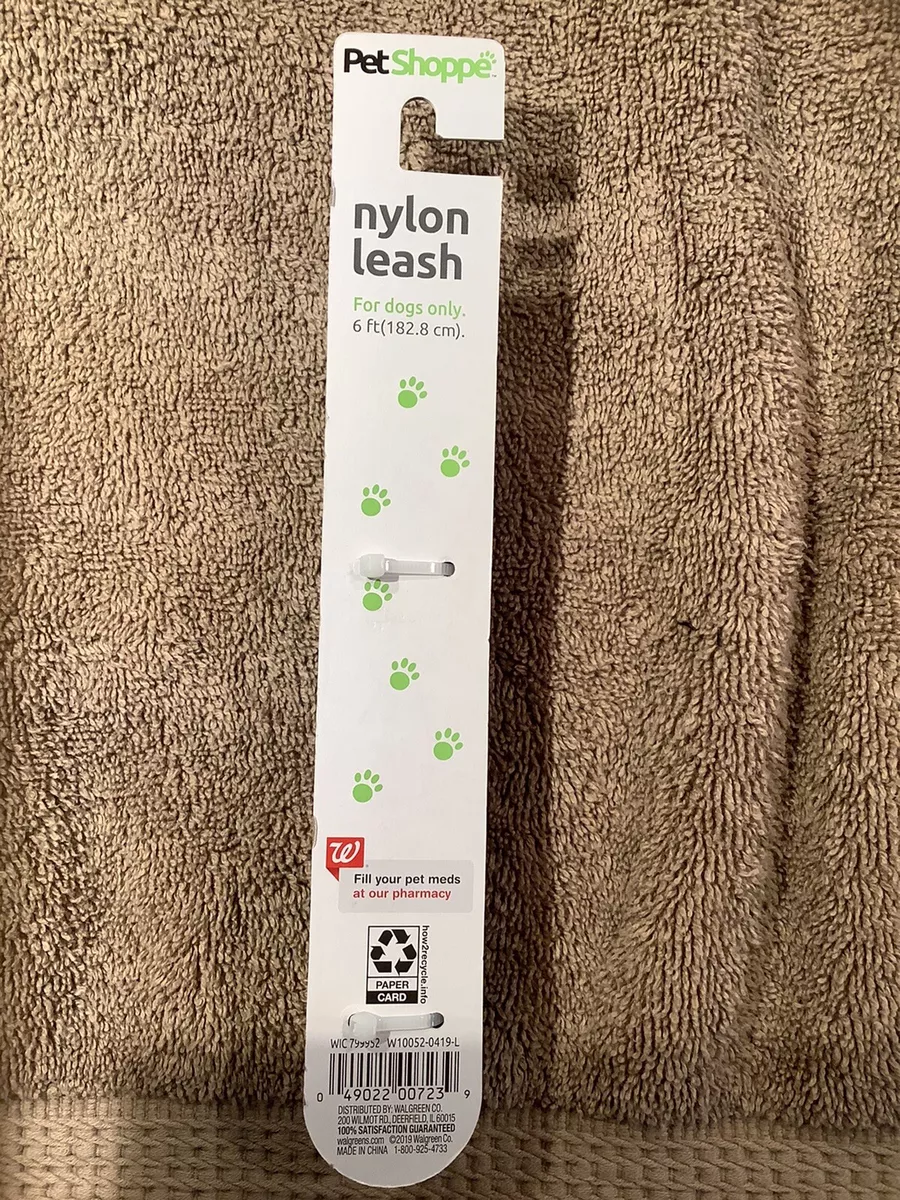 PetShoppe™
nylon
leash
For dogs only.
6 ft(182.8 cm).
W
Fill your pet meds
at our pharmacy
how2recycle.info
PAPER
CARD
WIC 799952 W10052-0419-L
0 49022 00723 9
DISTRIBUTED BY: WALGREEN CO.
200 WILMOT RD., DEERFIELD, IL 60015
100% SATISFACTION GUARANTEED
walgreens.com ©2019 Walgreen Co.
MADE IN CHINA 1-800-925-4733